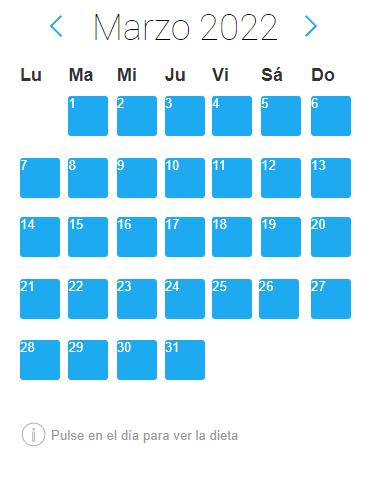 Marzo 2022
Lu Ma Mi Ju Vi Sá Do
1 2 3 4 5 6
7 8 9 10 11 12 13
14 15 16 17 18 19 20
21 22 23 24 25 26 27
28 29 30 31
Pulse en el día para ver la dieta